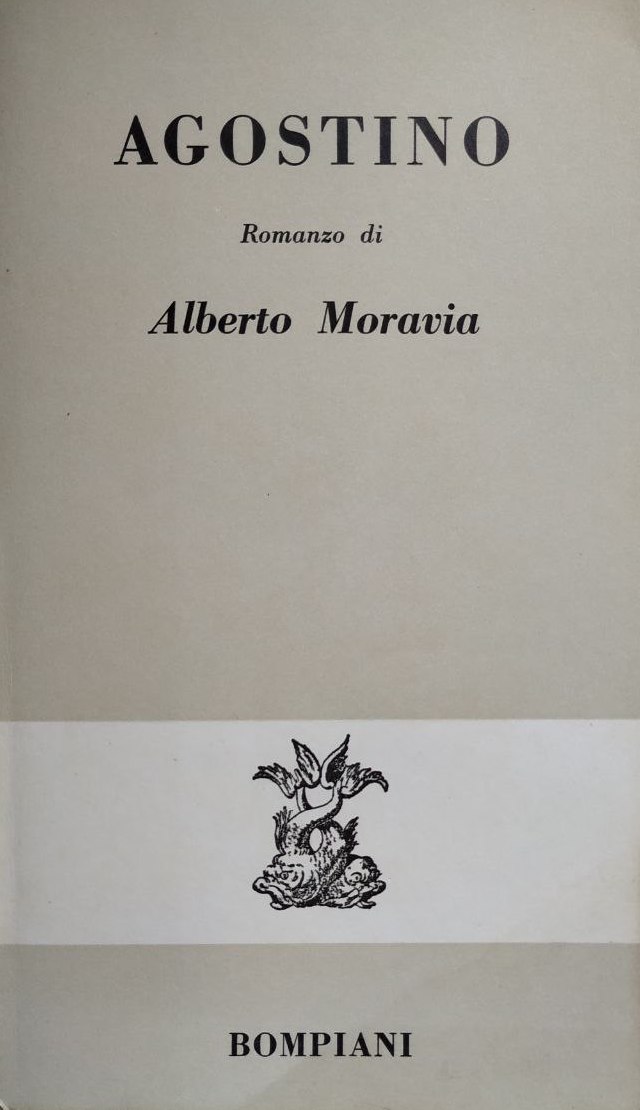 AGOSTINO
Romanzo di
Alberto Moravia
BOMPIANI